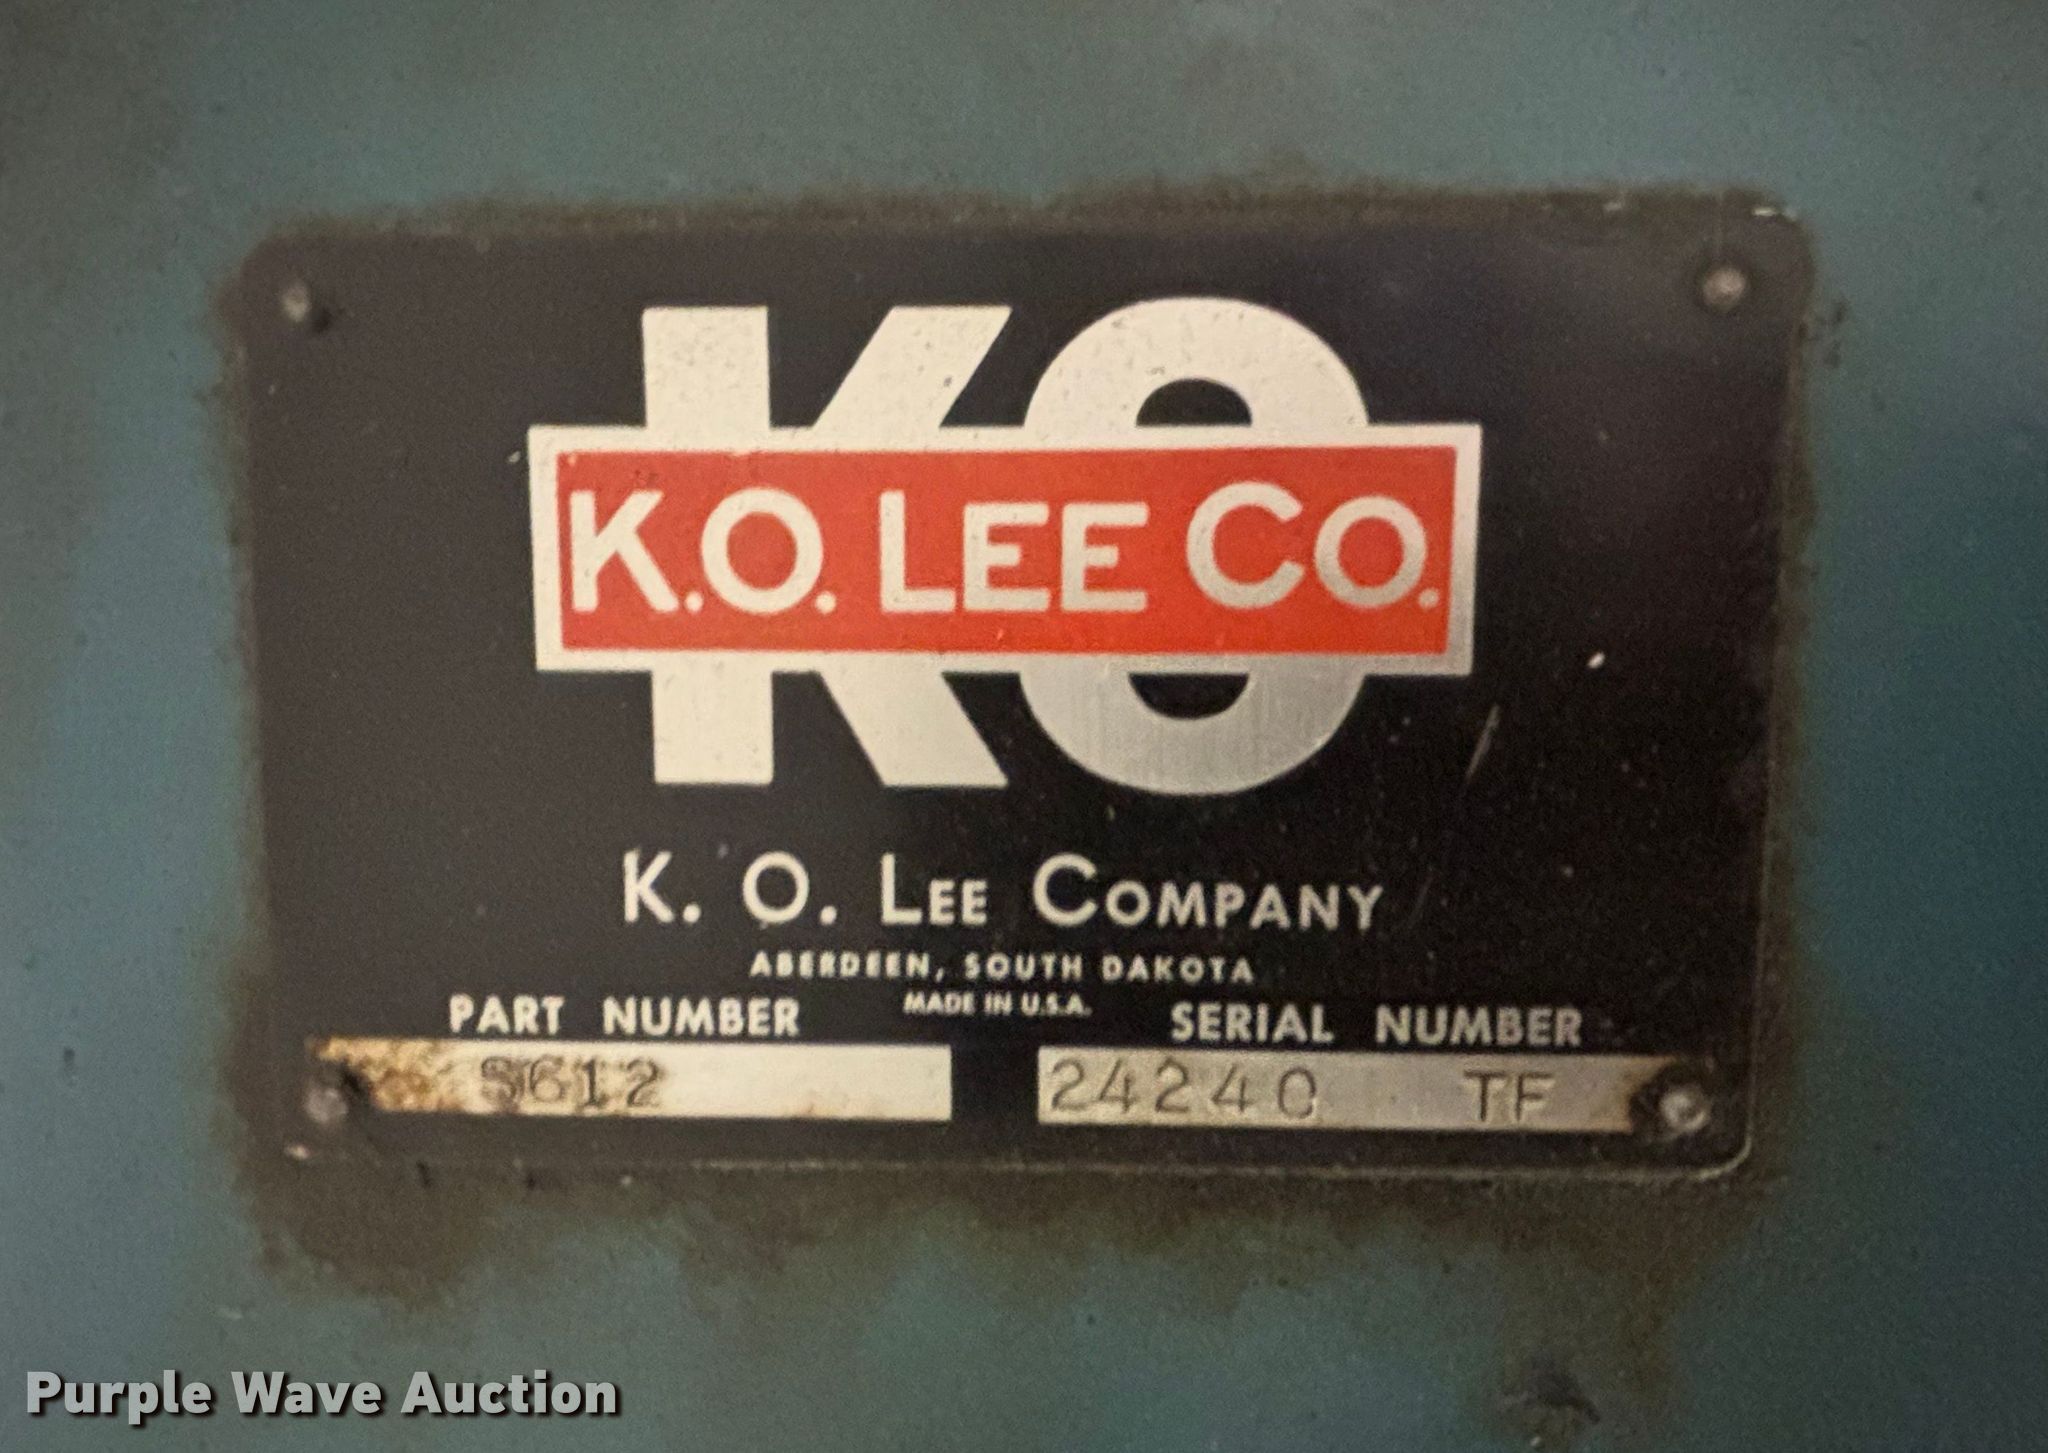 KO
K.O. LEE CO.
K. O. LEE COMPANY
ABERDEEN, SOUTH DAKOTA
MADE IN U.S.A.
PART NUMBER SERIAL NUMBER
S612 24240 TF
Purple Wave Auction